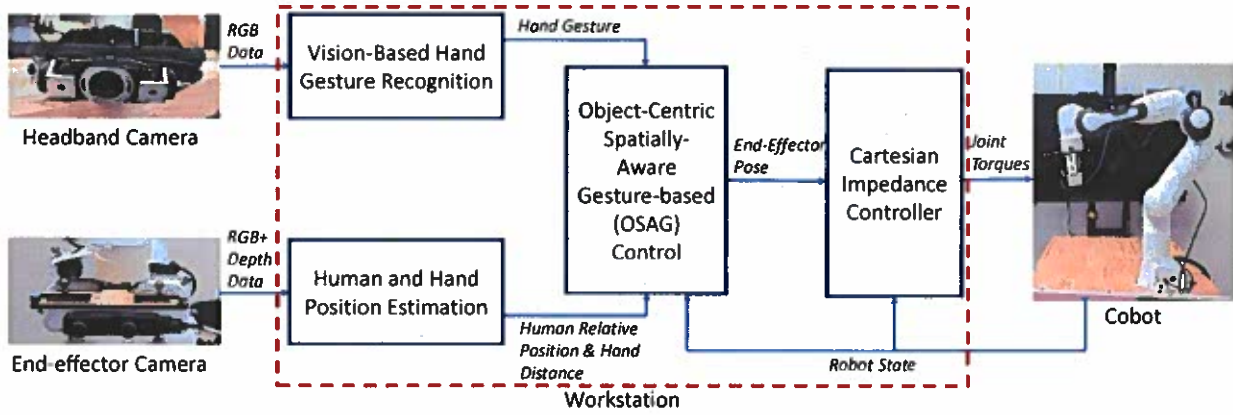 RGB
Data
Vision-Based Hand
Gesture Recognition
Hand Gesture
Headband Camera
Object-Centric
Spatially-
Aware
Gesture-based
(OSAG)
Control
End-Effector
Pose
Cartesian
Impedance
Controller
Joint
Torques
RGB+
Depth
Data
Human and Hand
Position Estimation
Human Relative
Position & Hand
Distance
End-effector Camera
Robot State
Cobot
Workstation